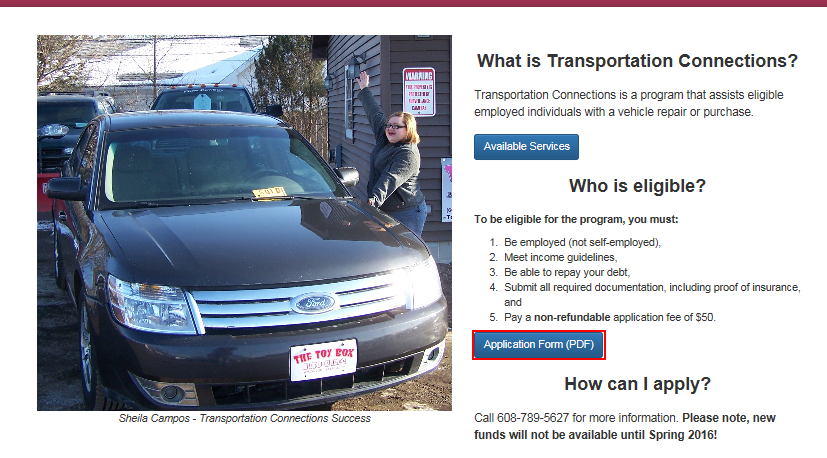 What is Transportation Connections?
Transportation Connections is a program that assists eligible
employed individuals with a vehicle repair or purchase.
Available Services
Who is eligible?
To be eligible for the program, you must:
1. Be employed (not self-employed),
2. Meet income guidelines,
3. Be able to repay your debt,
4. Submit all required documentation, including proof of insurance,
and
5. Pay a non-refundable application fee of $50.
Application Form (PDF)
How can I apply?
Call 608-789-5627 for more information. Please note, new
funds will not be available until Spring 2016!
WARNING
Ford
THE TOY BOX
Sheila Campos - Transportation Connections Success